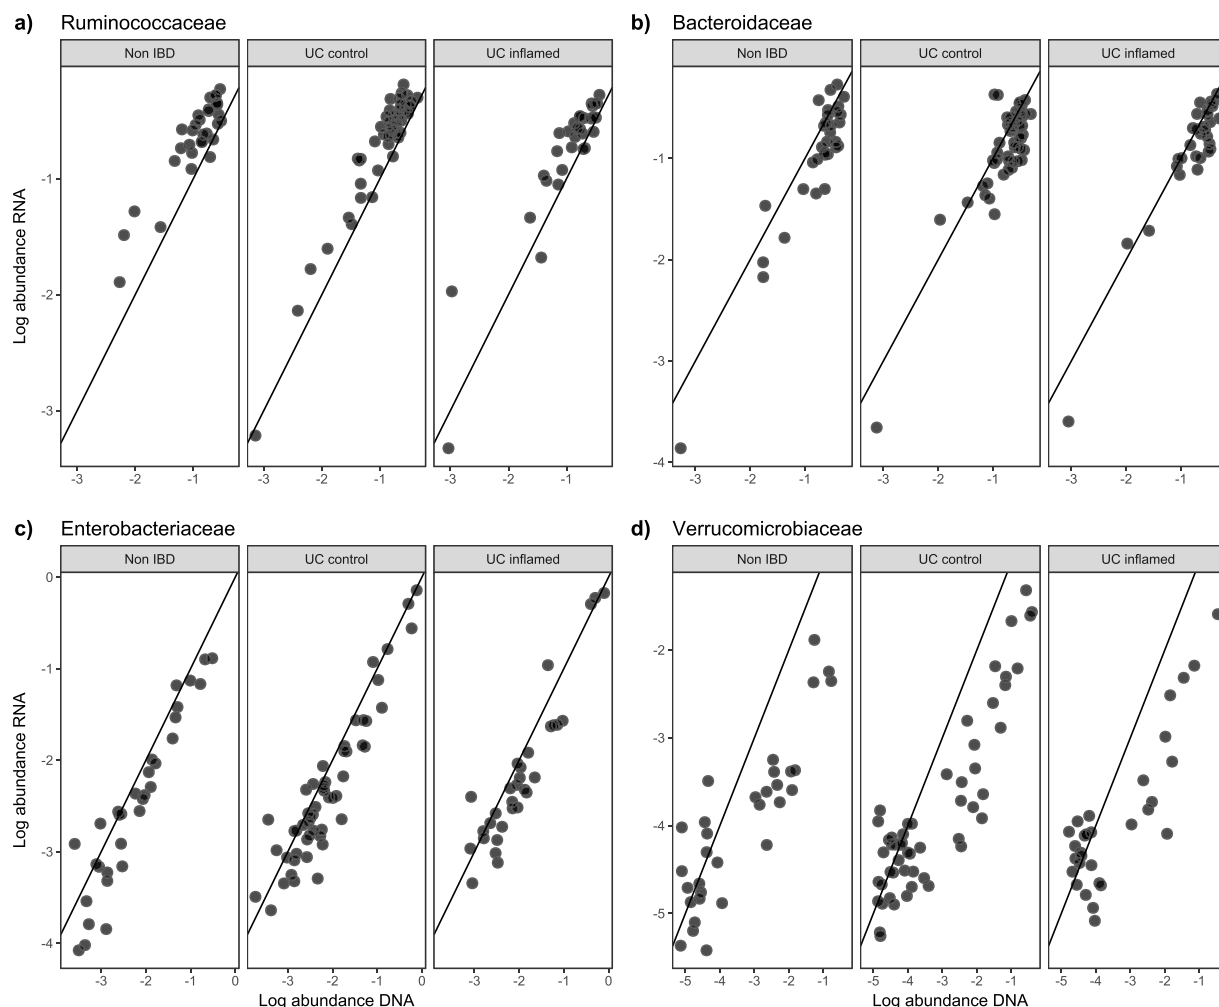 a) Ruminococcaceae
Non IBD UC control UC inflamed
-1
-2
-3
Log abundance RNA
-3 -2 -1 -3 -2 -1 -3 -2 -1
b) Bacteroidaceae
Non IBD UC control UC inflamed
-1
-2
-3
-4
-3 -2 -1 -3 -2 -1 -3 -2 -1
c) Enterobacteriaceae
Non IBD UC control UC inflamed
0
-1
-2
-3
-4
Log abundance RNA
-3 -2 -1 0 -3 -2 -1 0 -3 -2 -1 0
Log abundance DNA
d) Verrucomicrobiaceae
Non IBD UC control UC inflamed
-2
-3
-4
-5
-5 -4 -3 -2 -1 -5 -4 -3 -2 -1 -5 -4 -3 -2 -1
Log abundance DNA